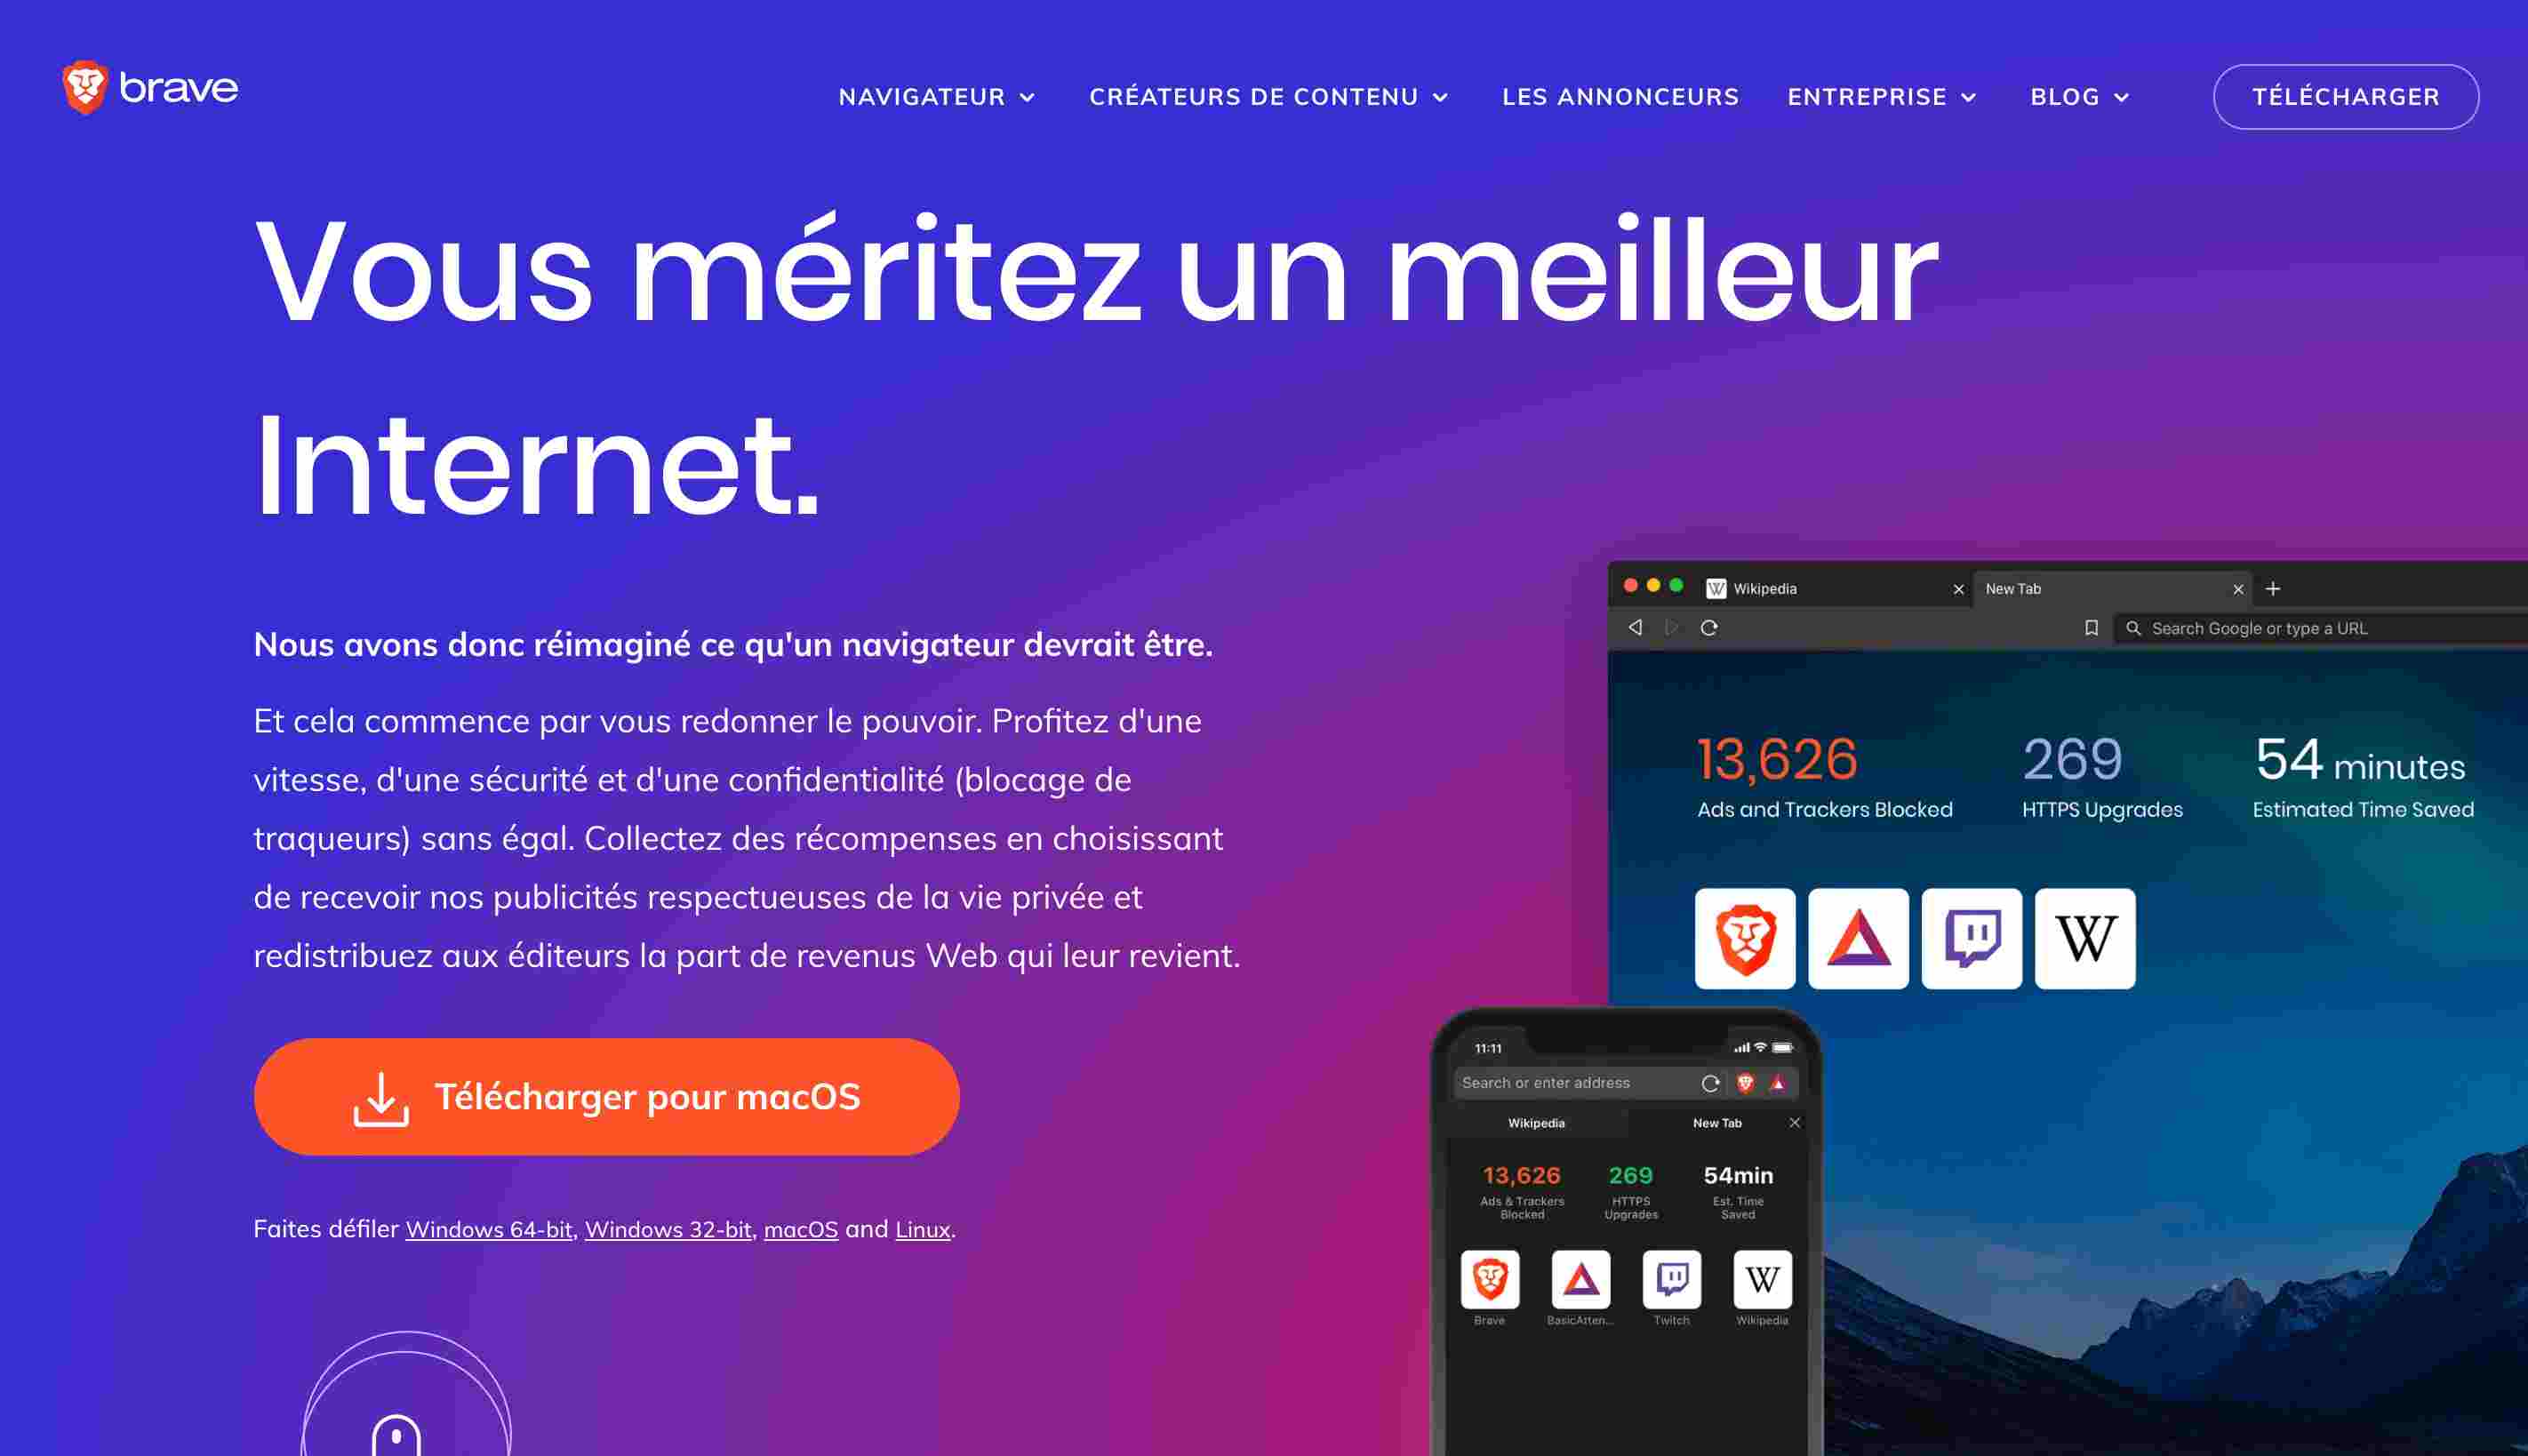 brave
NAVIGATEUR
CRÉATEURS DE CONTENU
LES ANNONCEURS
ENTREPRISE
BLOG
TÉLÉCHARGER
Vous méritez un meilleur
Internet.
Nous avons donc réimaginé ce qu'un navigateur devrait être.
Et cela commence par vous redonner le pouvoir. Profitez d'une
vitesse, d'une sécurité et d'une confidentialité (blocage de
traqueurs) sans égal. Collectez des récompenses en choisissant
de recevoir nos publicités respectueuses de la vie privée et
redistribuez aux éditeurs la part de revenus Web qui leur revient.
Télécharger pour macOS
Faites défiler Windows 64-bit, Windows 32-bit, macOS and Linux.
W Wikipedia
New Tab
Search Google or type a URL
13,626
Ads and Trackers Blocked
269
HTTPS Upgrades
54 minutes
Estimated Time Saved
W
11:11
Search or enter address
Wikipedia
New Tab
13,626
Ads & Trackers
Blocked
269
HTTPS
Upgrades
54min
Est. Time
Saved
W
Brave
BasicAtten...
Twitch
Wikipedia